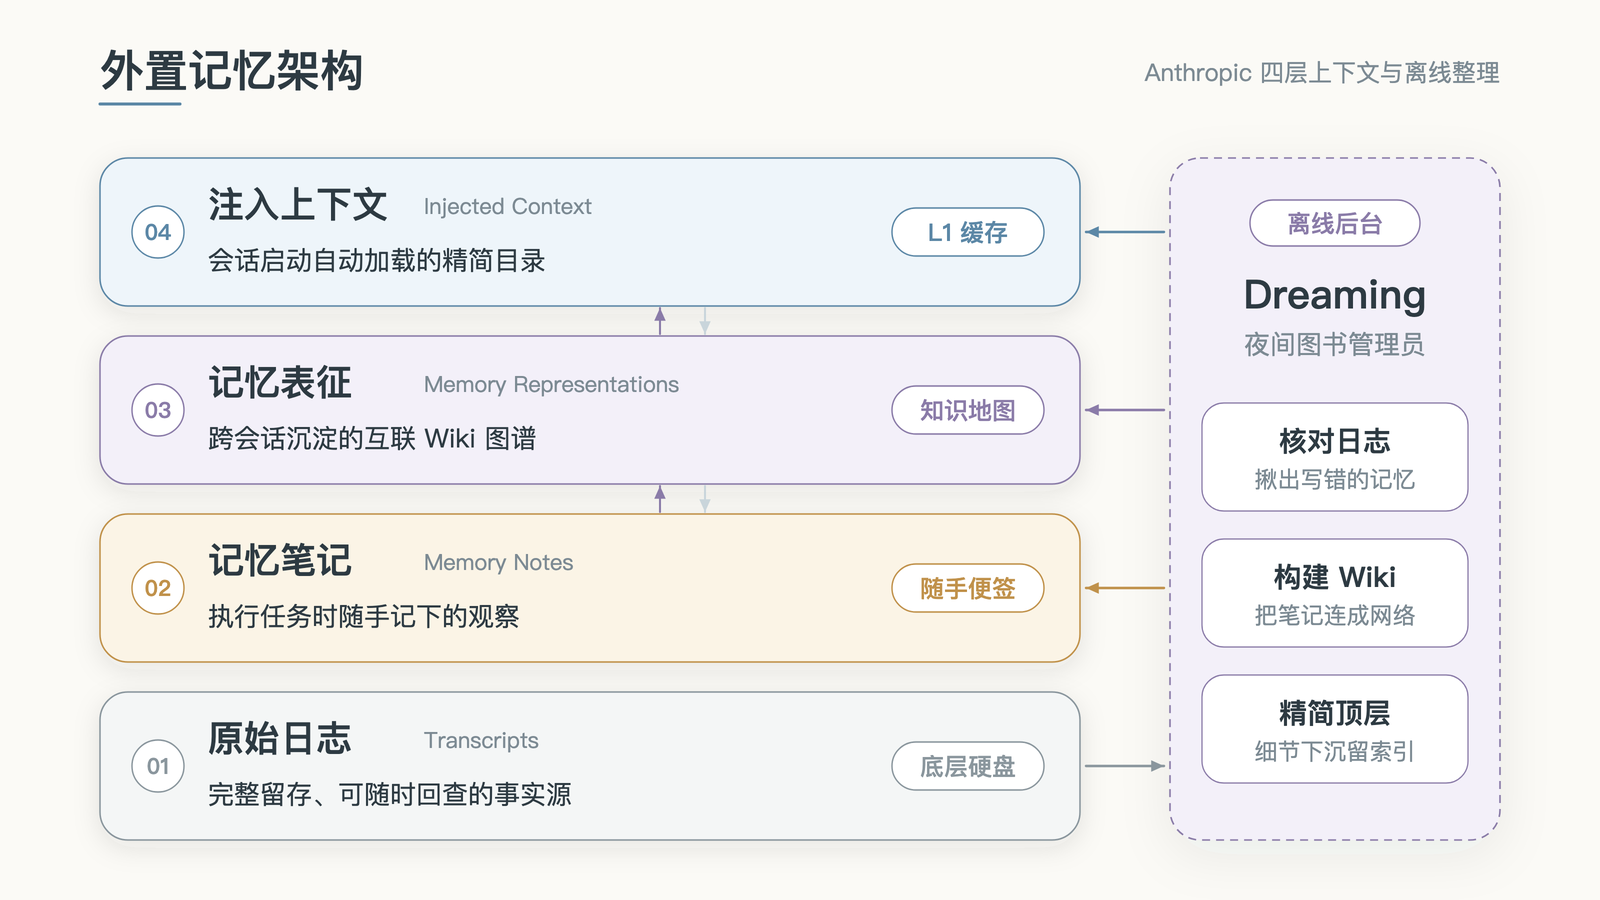 外置记忆架构
Anthropic 四层上下文与离线整理
04
注入上下文 Injected Context
会话启动自动加载的精简目录
L1 缓存
03
记忆表征 Memory Representations
跨会话沉淀的互联 Wiki 图谱
知识地图
02
记忆笔记 Memory Notes
执行任务时随手记下的观察
随手便签
01
原始日志 Transcripts
完整留存、可随时回查的事实源
底层硬盘
离线后台
Dreaming
夜间图书管理员
核对日志
揪出写错的记忆
构建 Wiki
把笔记连成网络
精简顶层
细节下沉留索引